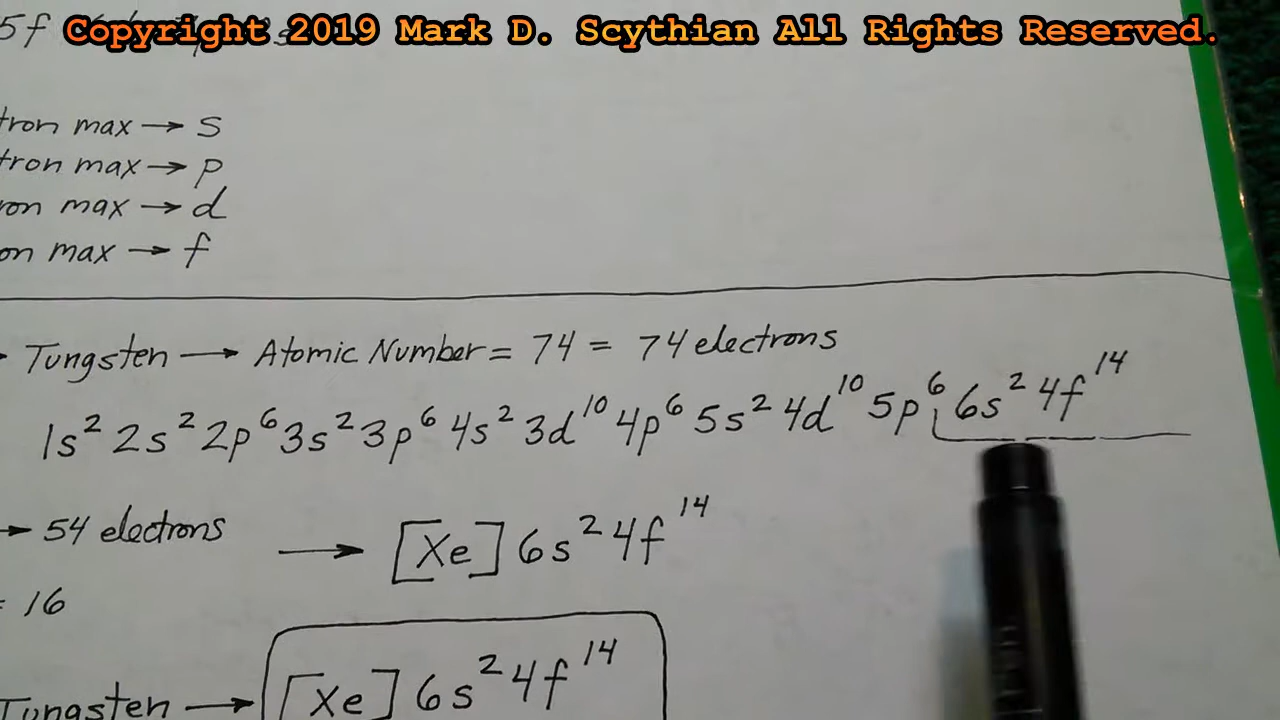 5f
Copyright 2019 Mark D. Scythian All Rights Reserved.
tron max → s
tron max → p
ron max → d
on max → f
Tungsten → Atomic Number = 74 = 74 electrons
1s² 2s² 2p⁶ 3s² 3p⁶ 4s² 3d¹⁰ 4p⁶ 5s² 4d¹⁰ 5p⁶ 6s² 4f¹⁴
→ 54 electrons → [Xe] 6s² 4f¹⁴
= 16
Tungsten → [Xe] 6s² 4f¹⁴